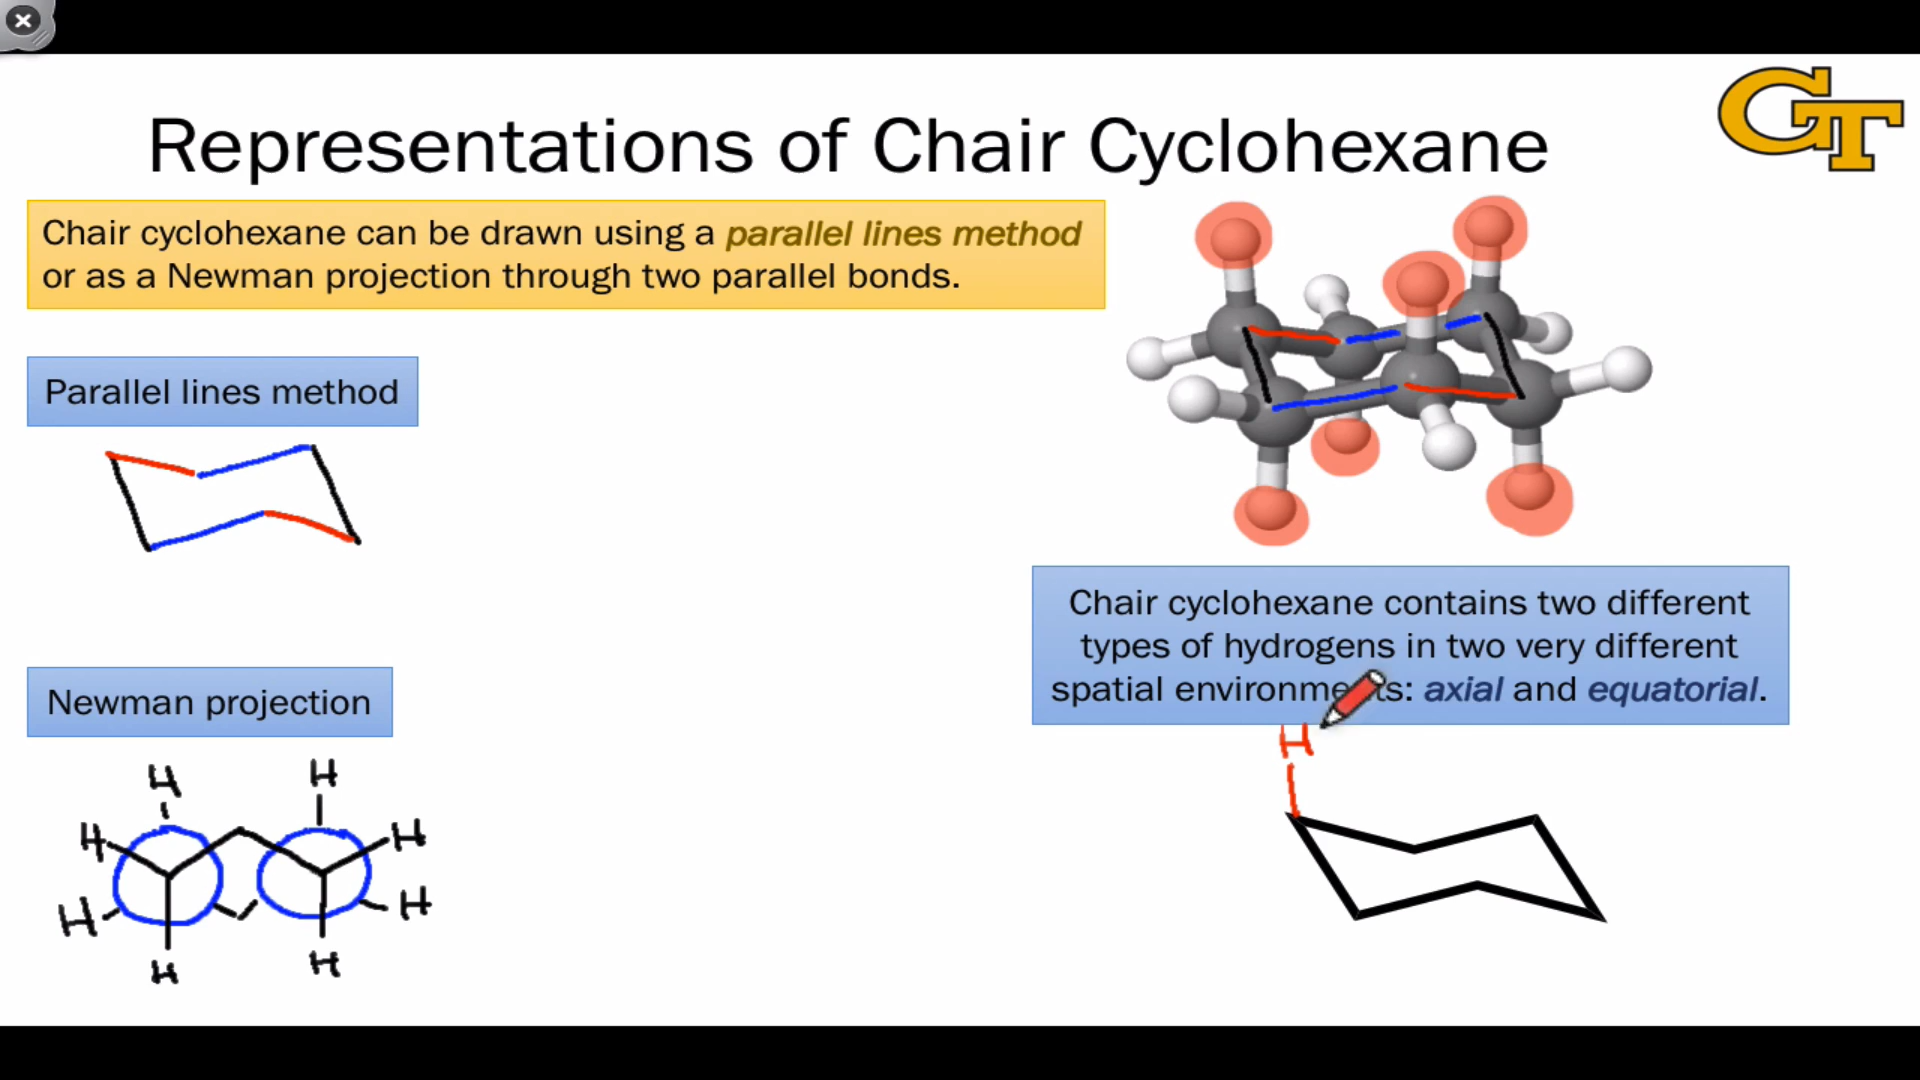 GT
Representations of Chair Cyclohexane
Chair cyclohexane can be drawn using a parallel lines method
or as a Newman projection through two parallel bonds.
Parallel lines method
Chair cyclohexane contains two different
types of hydrogens in two very different
spatial environments: axial and equatorial.
H
Newman projection
H H
H H
H H
H H